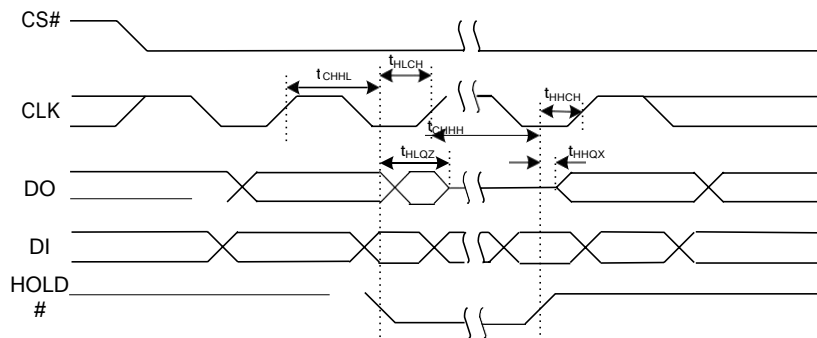 CS#
tHLCH
tCHHL
tHHCH
CLK
tCHHH
tHLQZ
tHHQX
DO
DI
HOLD
#